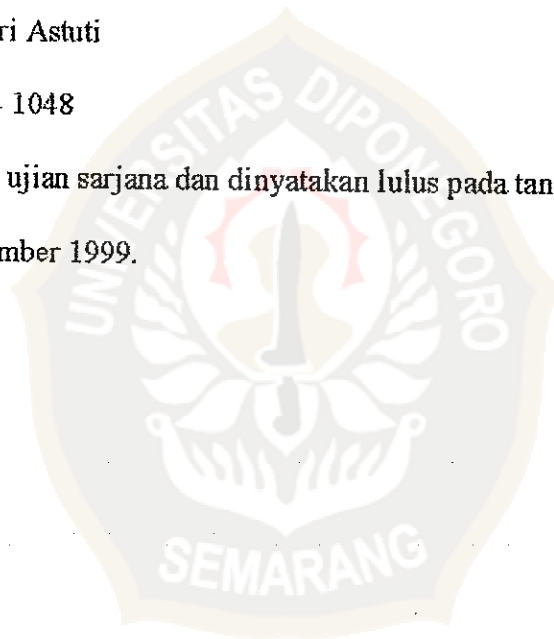 ri Astuti
- 1048
ujian sarjana dan dinyatakan lulus pada tan
mber 1999.
UNIVERSITAS DIPONEGORO
SEMARANG